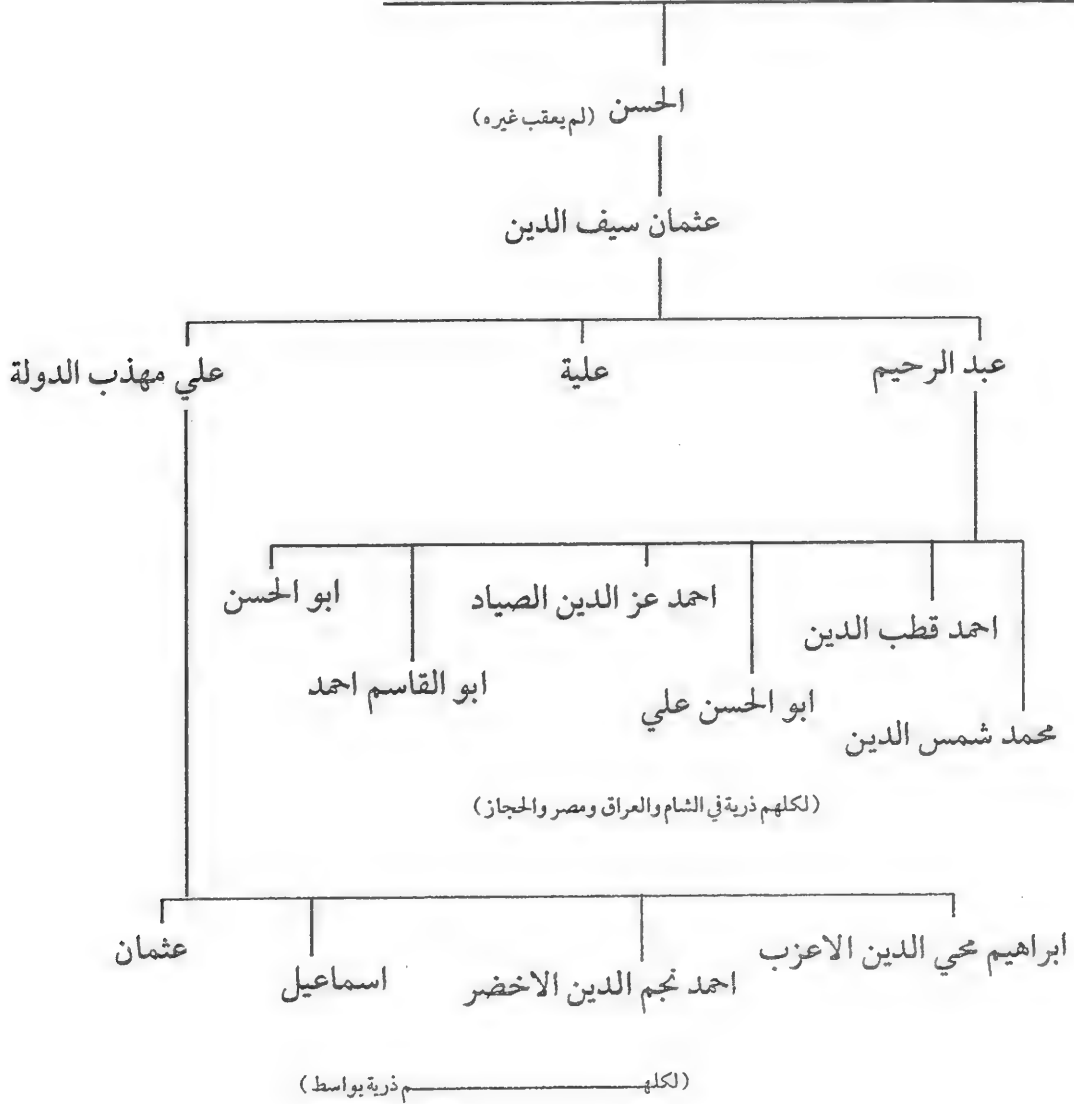 الحسن (لم يعقب غيره)
عثمان سيف الدين
عبد الرحيم
علية
علي مهذب الدولة
احمد عز الدين الصياد
ابو الحسن
احمد قطب الدين
ابو القاسم احمد
ابو الحسن علي
محمد شمس الدين
(لكلهم ذرية في الشام والعراق ومصر والحجاز)
ابراهيم محي الدين الاعزب
عثمان
احمد نجم الدين الاخضر
اسماعيل
(لكلهـــــم ذرية بواسط)